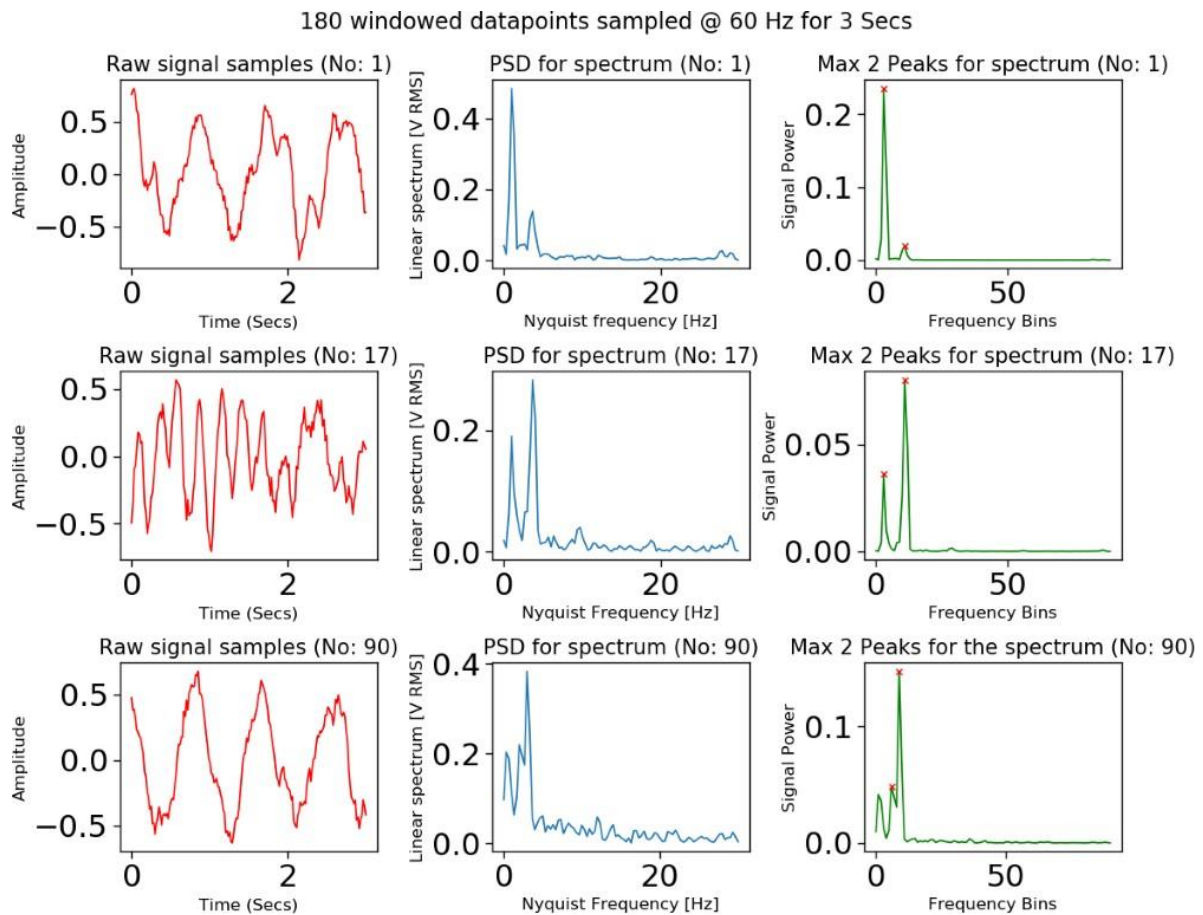 180 windowed datapoints sampled @ 60 Hz for 3 Secs
Raw signal samples (No: 1)
Amplitude
0.5
0.0
−0.5
0
2
Time (Secs)
PSD for spectrum (No: 1)
Linear spectrum [V RMS]
0.4
0.2
0.0
0
20
Nyquist frequency [Hz]
Max 2 Peaks for spectrum (No: 1)
Signal Power
0.2
0.1
0.0
0
50
Frequency Bins
Raw signal samples (No: 17)
Amplitude
0.5
0.0
−0.5
0
2
Time (Secs)
PSD for spectrum (No: 17)
Linear spectrum [V RMS]
0.2
0.0
0
20
Nyquist Frequency [Hz]
Max 2 Peaks for spectrum (No: 17)
Signal Power
0.05
0.00
0
50
Frequency Bins
Raw signal samples (No: 90)
Amplitude
0.5
0.0
−0.5
0
2
Time (Secs)
PSD for spectrum (No: 90)
Linear spectrum [V RMS]
0.4
0.2
0.0
0
20
Nyquist Frequency [Hz]
Max 2 Peaks for the spectrum (No: 90)
Signal Power
0.1
0.0
0
50
Frequency Bins